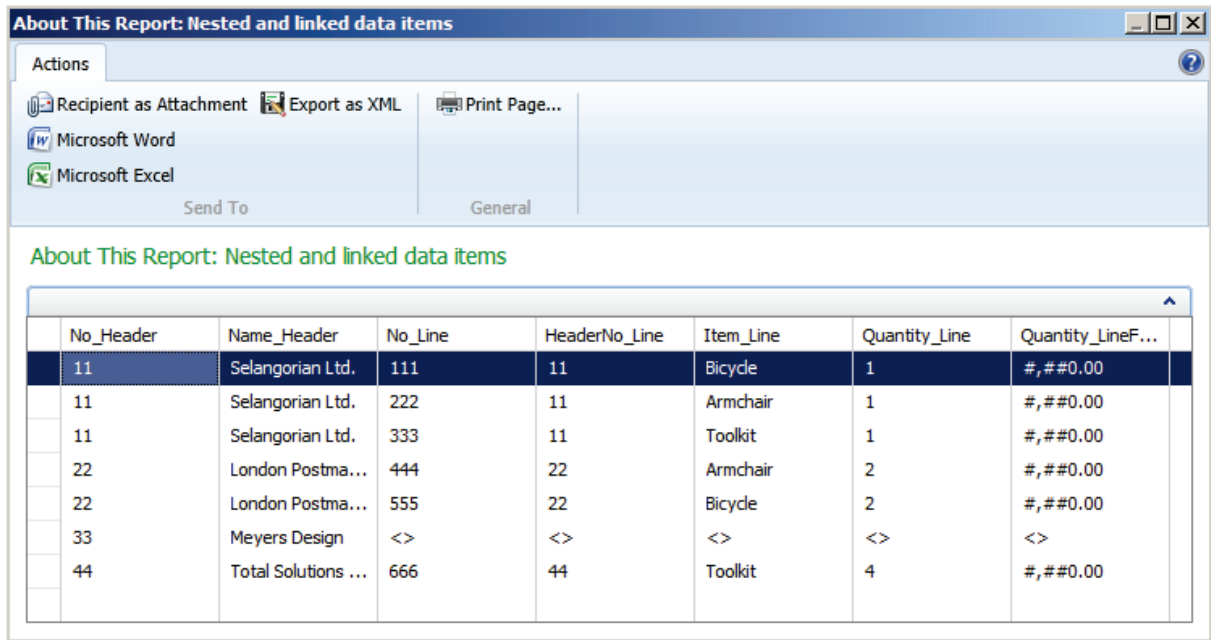 About This Report: Nested and linked data items
Actions
Recipient as Attachment Export as XML Print Page...
Microsoft Word
Microsoft Excel
Send To General
About This Report: Nested and linked data items
No_Header Name_Header No_Line HeaderNo_Line Item_Line Quantity_Line Quantity_LineF...
11 Selangorian Ltd. 111 11 Bicycle 1 #,##0.00
11 Selangorian Ltd. 222 11 Armchair 1 #,##0.00
11 Selangorian Ltd. 333 11 Toolkit 1 #,##0.00
22 London Postma... 444 22 Armchair 2 #,##0.00
22 London Postma... 555 22 Bicycle 2 #,##0.00
33 Meyers Design <> <> <> <> <>
44 Total Solutions ... 666 44 Toolkit 4 #,##0.00